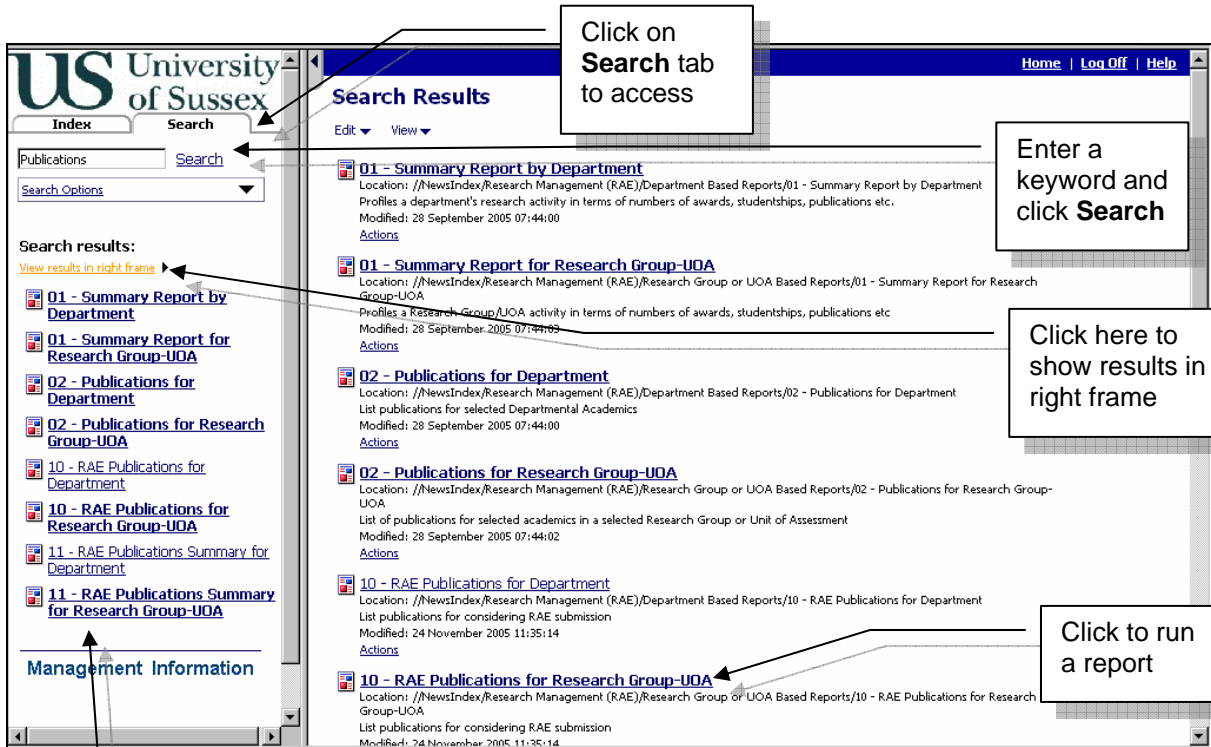 US University
of Sussex
Index Search
Publications Search
Search Options
Search results:
View results in right frame
01 - Summary Report by
Department
01 - Summary Report for
Research Group-UOA
02 - Publications for
Department
02 - Publications for Research
Group-UOA
10 - RAE Publications for
Department
10 - RAE Publications for
Research Group-UOA
11 - RAE Publications Summary for
Department
11 - RAE Publications Summary
for Research Group-UOA
Management Information
Home | Log Off | Help
Search Results
Edit View
01 - Summary Report by Department
Location: //NewsIndex/Research Management (RAE)/Department Based Reports/01 - Summary Report by Department
Profiles a department's research activity in terms of numbers of awards, studentships, publications etc.
Modified: 28 September 2005 07:44:00
Actions
01 - Summary Report for Research Group-UOA
Location: //NewsIndex/Research Management (RAE)/Research Group or UOA Based Reports/01 - Summary Report for Research
Group-UOA
Profiles a Research Group/UOA activity in terms of numbers of awards, studentships, publications etc
Modified: 28 September 2005 07:44:03
Actions
02 - Publications for Department
Location: //NewsIndex/Research Management (RAE)/Department Based Reports/02 - Publications for Department
List publications for selected Departmental Academics
Modified: 28 September 2005 07:44:00
Actions
02 - Publications for Research Group-UOA
Location: //NewsIndex/Research Management (RAE)/Research Group or UOA Based Reports/02 - Publications for Research Group-
UOA
List of publications for selected academics in a selected Research Group or Unit of Assessment
Modified: 28 September 2005 07:44:02
Actions
10 - RAE Publications for Department
Location: //NewsIndex/Research Management (RAE)/Department Based Reports/10 - RAE Publications for Department
List publications for considering RAE submission
Modified: 24 November 2005 11:35:14
Actions
10 - RAE Publications for Research Group-UOA
Location: //NewsIndex/Research Management (RAE)/Research Group or UOA Based Reports/10 - RAE Publications for Research
Group-UOA
List publications for considering RAE submission
Modified: 24 November 2005 11:35:14
Click on
Search tab
to access
Enter a
keyword and
click Search
Click here to
show results in
right frame
Click to run
a report